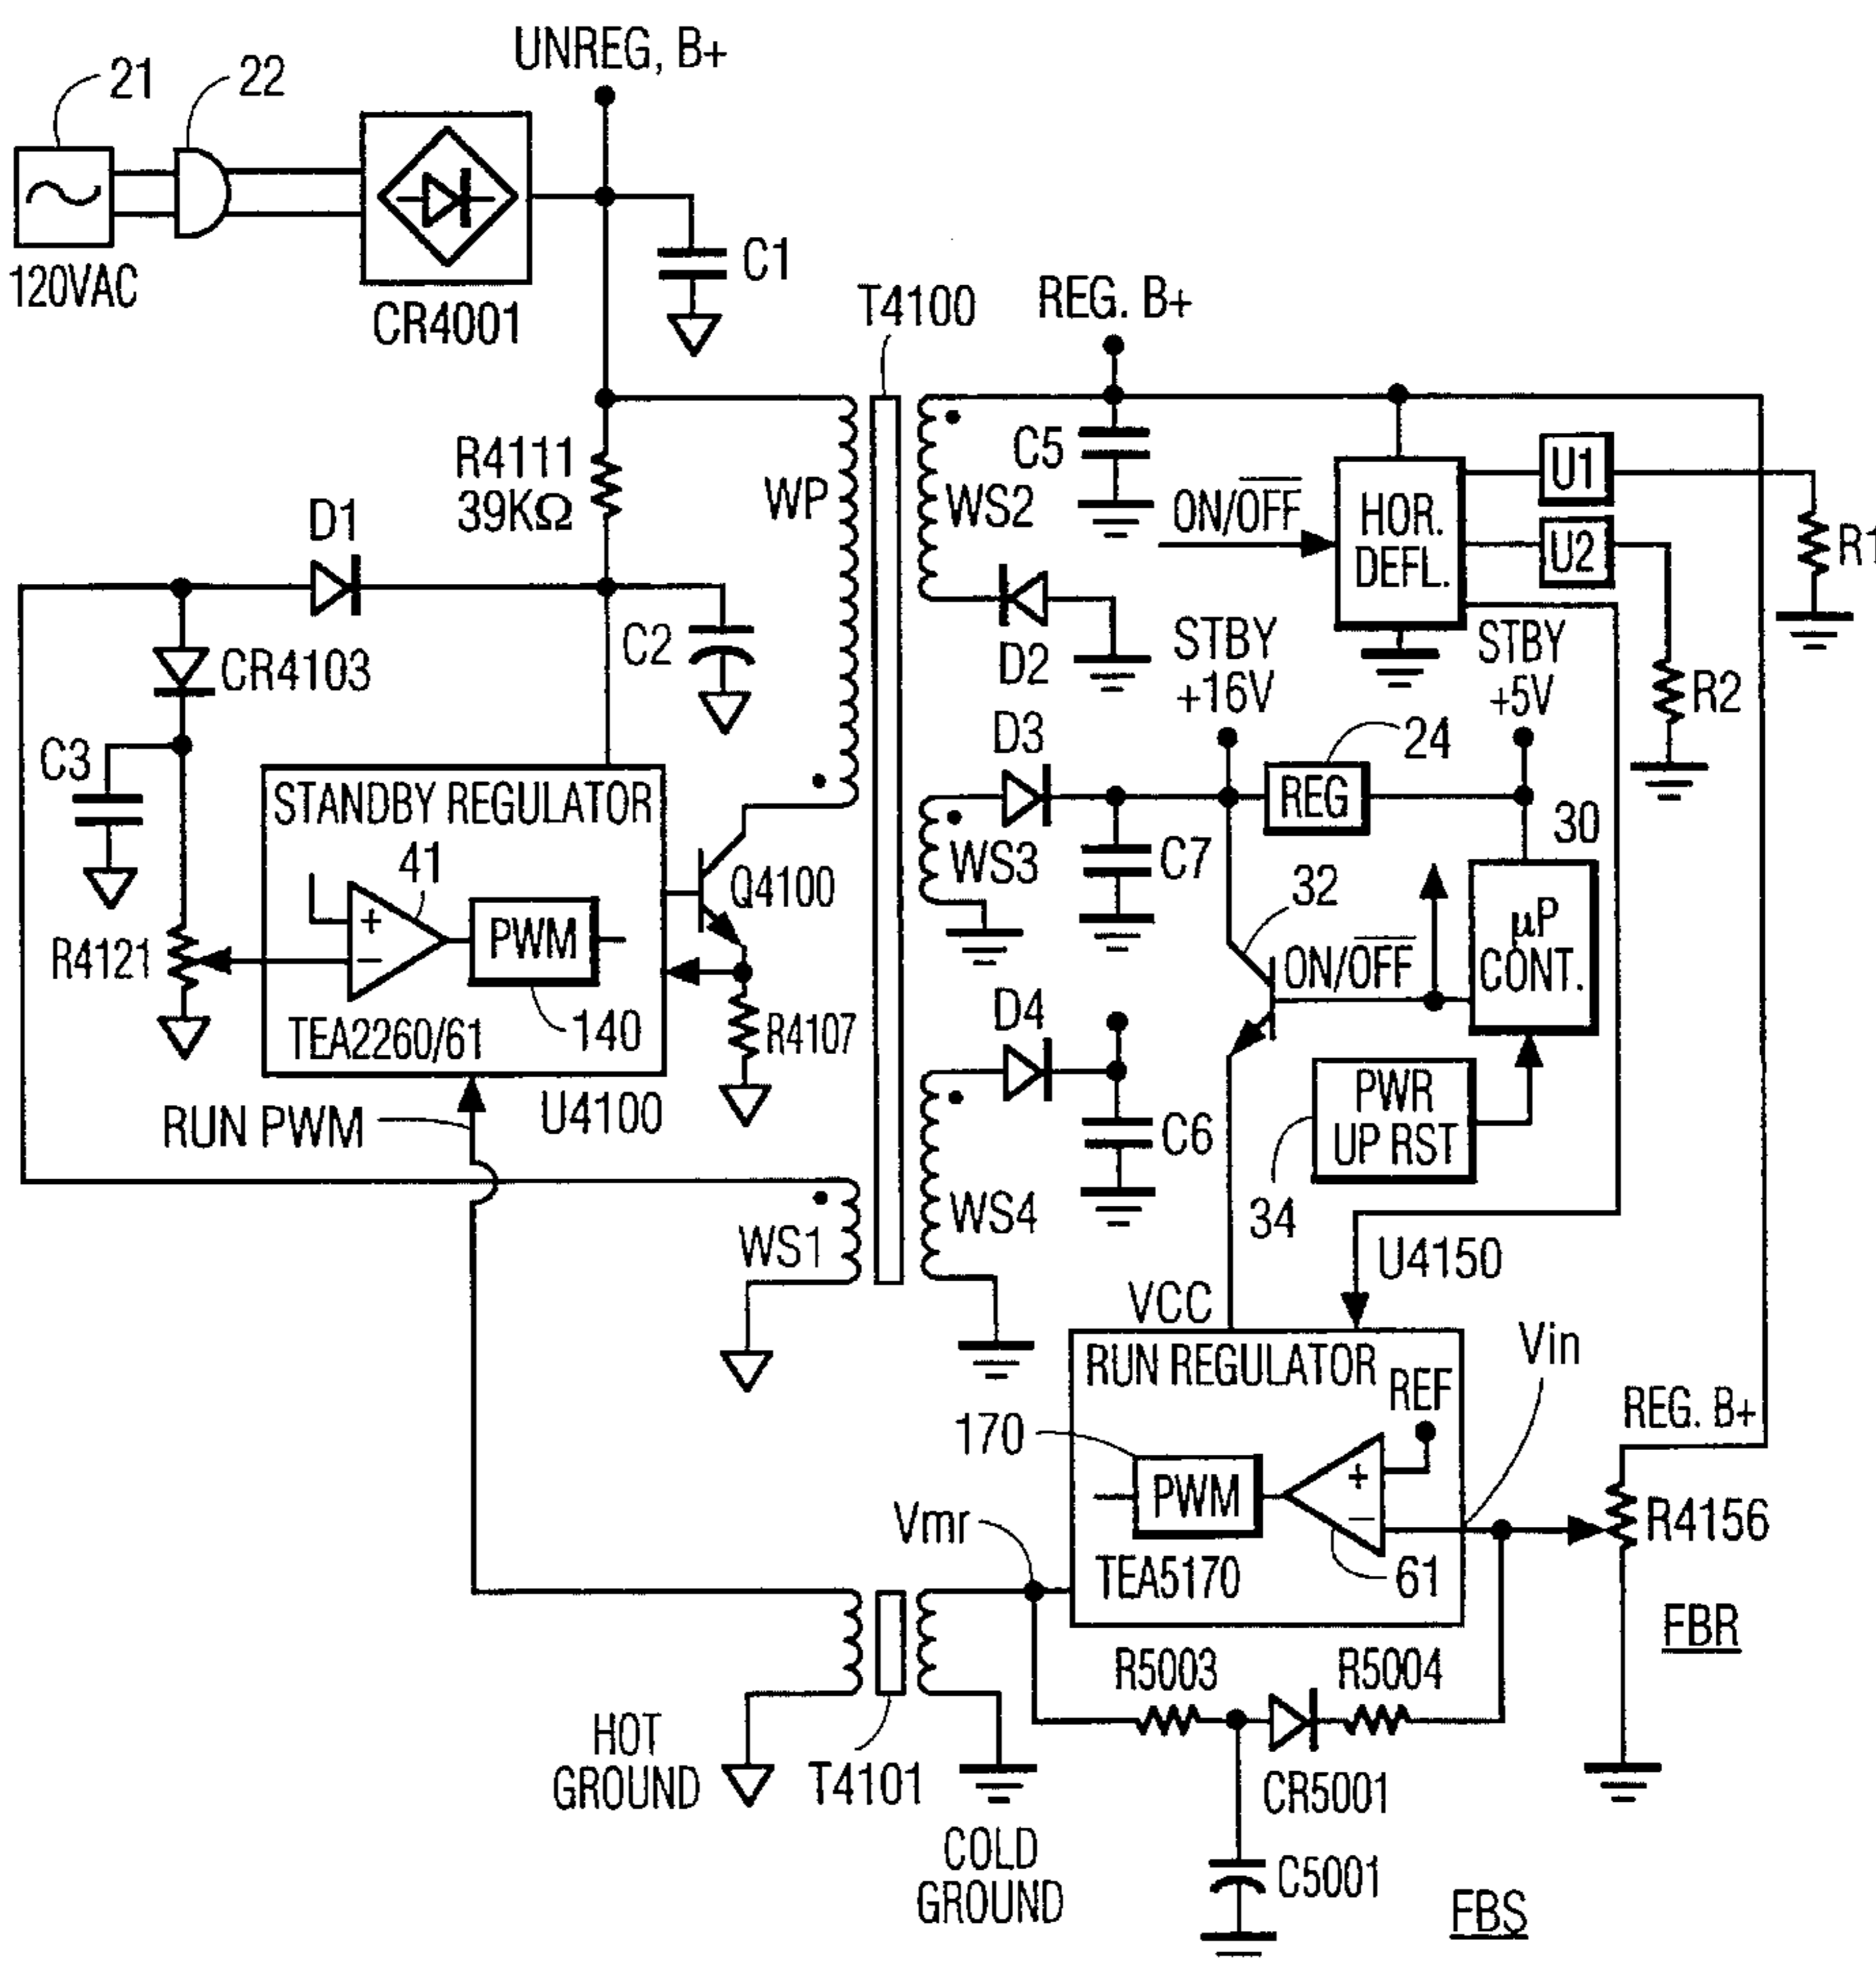 21
22
UNREG, B+
120VAC
CR4001
C1
T4100
REG. B+
R4111
39KΩ
WP
C5
WS2
ON/OFF
HOR.
DEFL.
U1
U2
D1
C2
D2
STBY
+16V
STBY
+5V
R2
CR4103
D3
24
C3
STANDBY REGULATOR
REG
30
41
Q4100
WS3
C7
32
µP
CONT.
ON/OFF
R4121
+
−
PWM
D4
TEA2260/61
140
R4107
PWR
UP RST
RUN PWM
U4100
C6
WS4
34
WS1
U4150
VCC
Vin
RUN REGULATOR
REF
REG. B+
170
+
−
PWM
Vmr
R4156
TEA5170
61
FBR
R5003
R5004
HOT
GROUND
T4101
CR5001
COLD
GROUND
C5001
FBS